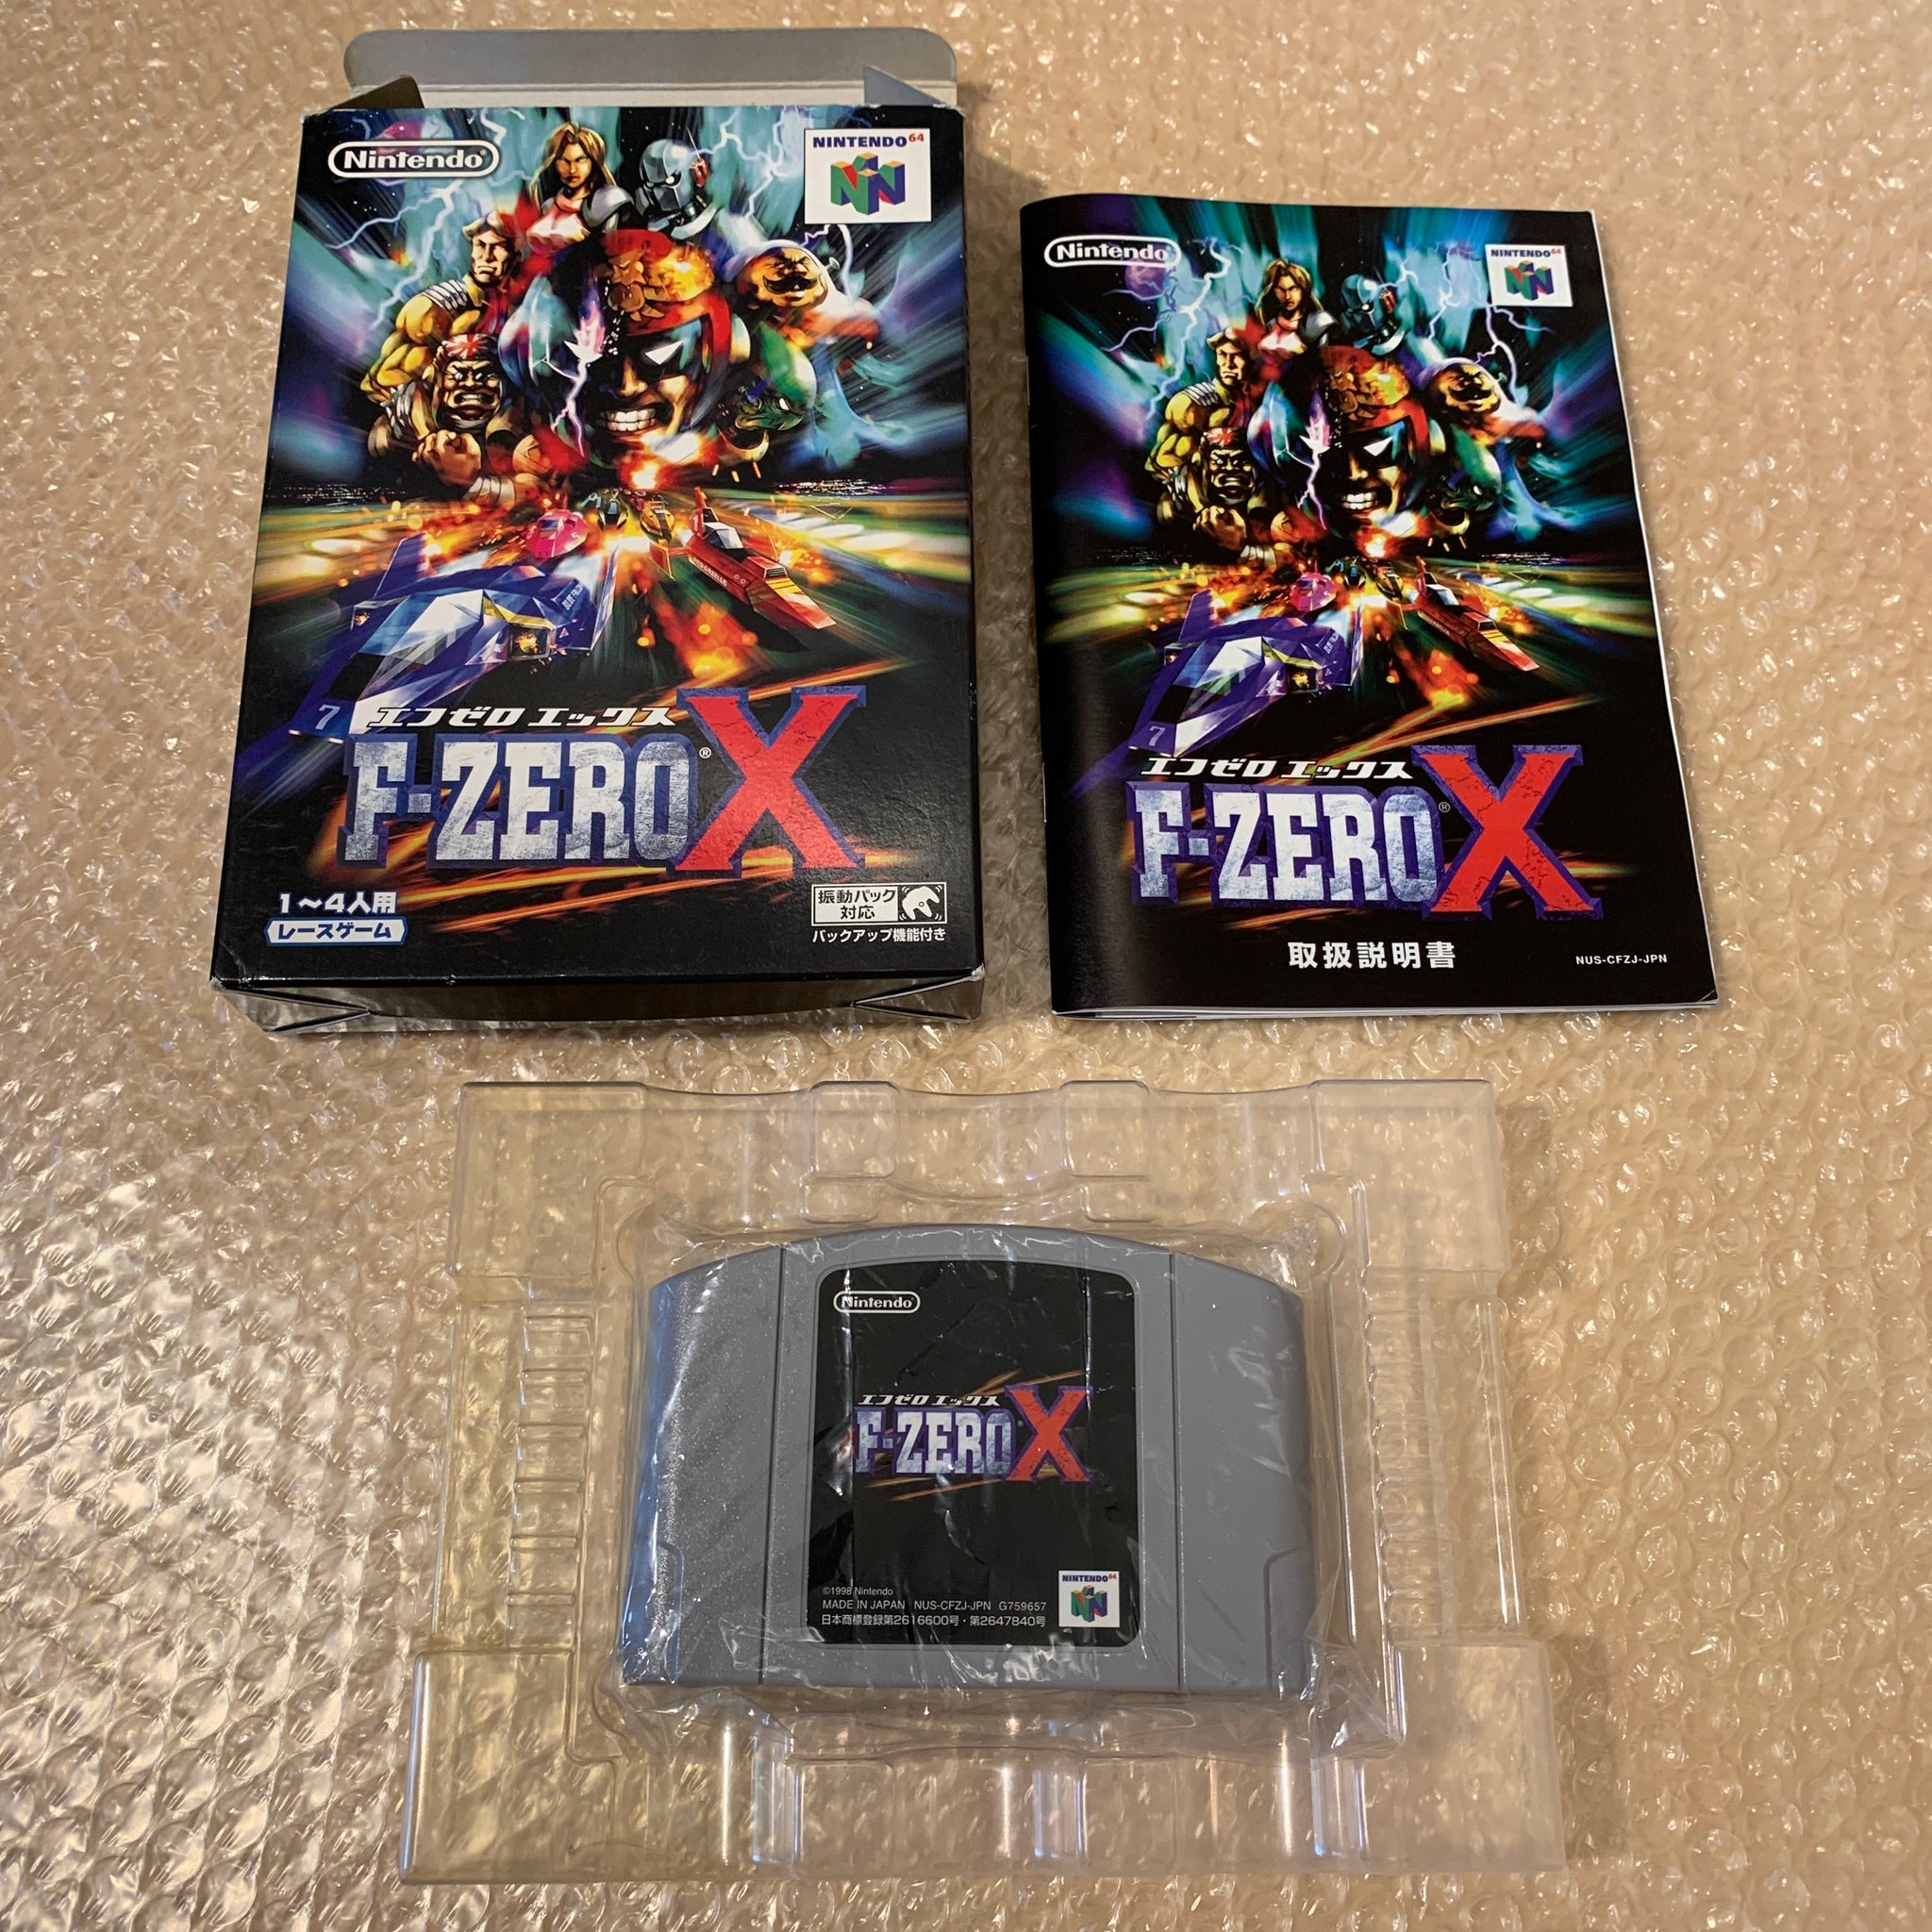 Nintendo
NINTENDO64
7
エフゼロ エックス
F-ZERO® X
1〜4人用
レースゲーム
振動パック
対応
バックアップ機能付き
Nintendo
NINTENDO64
7
エフゼロ エックス
F-ZERO® X
取扱説明書
NUS-CFZJ-JPN
Nintendo
エフゼロ エックス
F-ZERO® X
©1998 Nintendo
MADE IN JAPAN NUS-CFZJ-JPN G759657
日本商標登録第2616600号・第2647840号
NINTENDO64